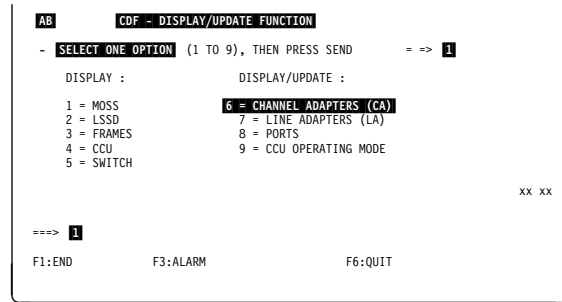 AB CDF - DISPLAY/UPDATE FUNCTION
- SELECT ONE OPTION (1 TO 9), THEN PRESS SEND = => 1
DISPLAY : DISPLAY/UPDATE :
1 = MOSS 6 = CHANNEL ADAPTERS (CA)
2 = LSSD 7 = LINE ADAPTERS (LA)
3 = FRAMES 8 = PORTS
4 = CCU 9 = CCU OPERATING MODE
5 = SWITCH
xx xx
===> 1
F1:END F3:ALARM F6:QUIT